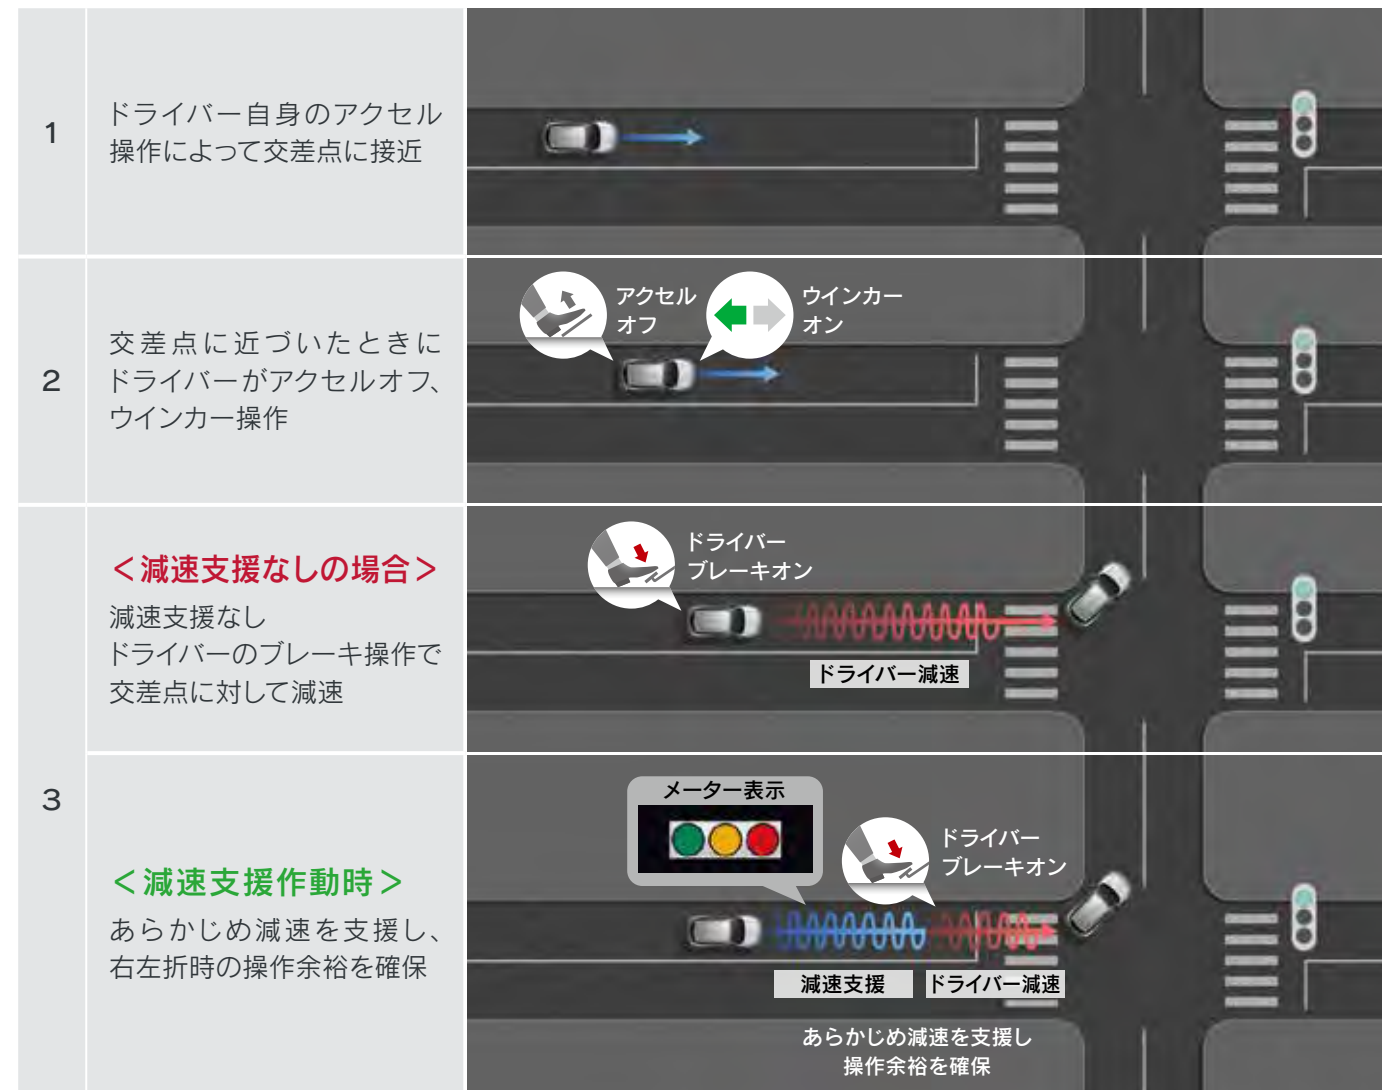 1
ドライバー自身のアクセル
操作によって交差点に接近
2
交差点に近づいたときに
ドライバーがアクセルオフ、
ウインカー操作
アクセル
オフ
ウインカー
オン
3
＜減速支援なしの場合＞
減速支援なし
ドライバーのブレーキ操作で
交差点に対して減速
ドライバー
ブレーキオン
ドライバー減速
＜減速支援作動時＞
あらかじめ減速を支援し、
右左折時の操作余裕を確保
メーター表示
ドライバー
ブレーキオン
減速支援
ドライバー減速
あらかじめ減速を支援し
操作余裕を確保